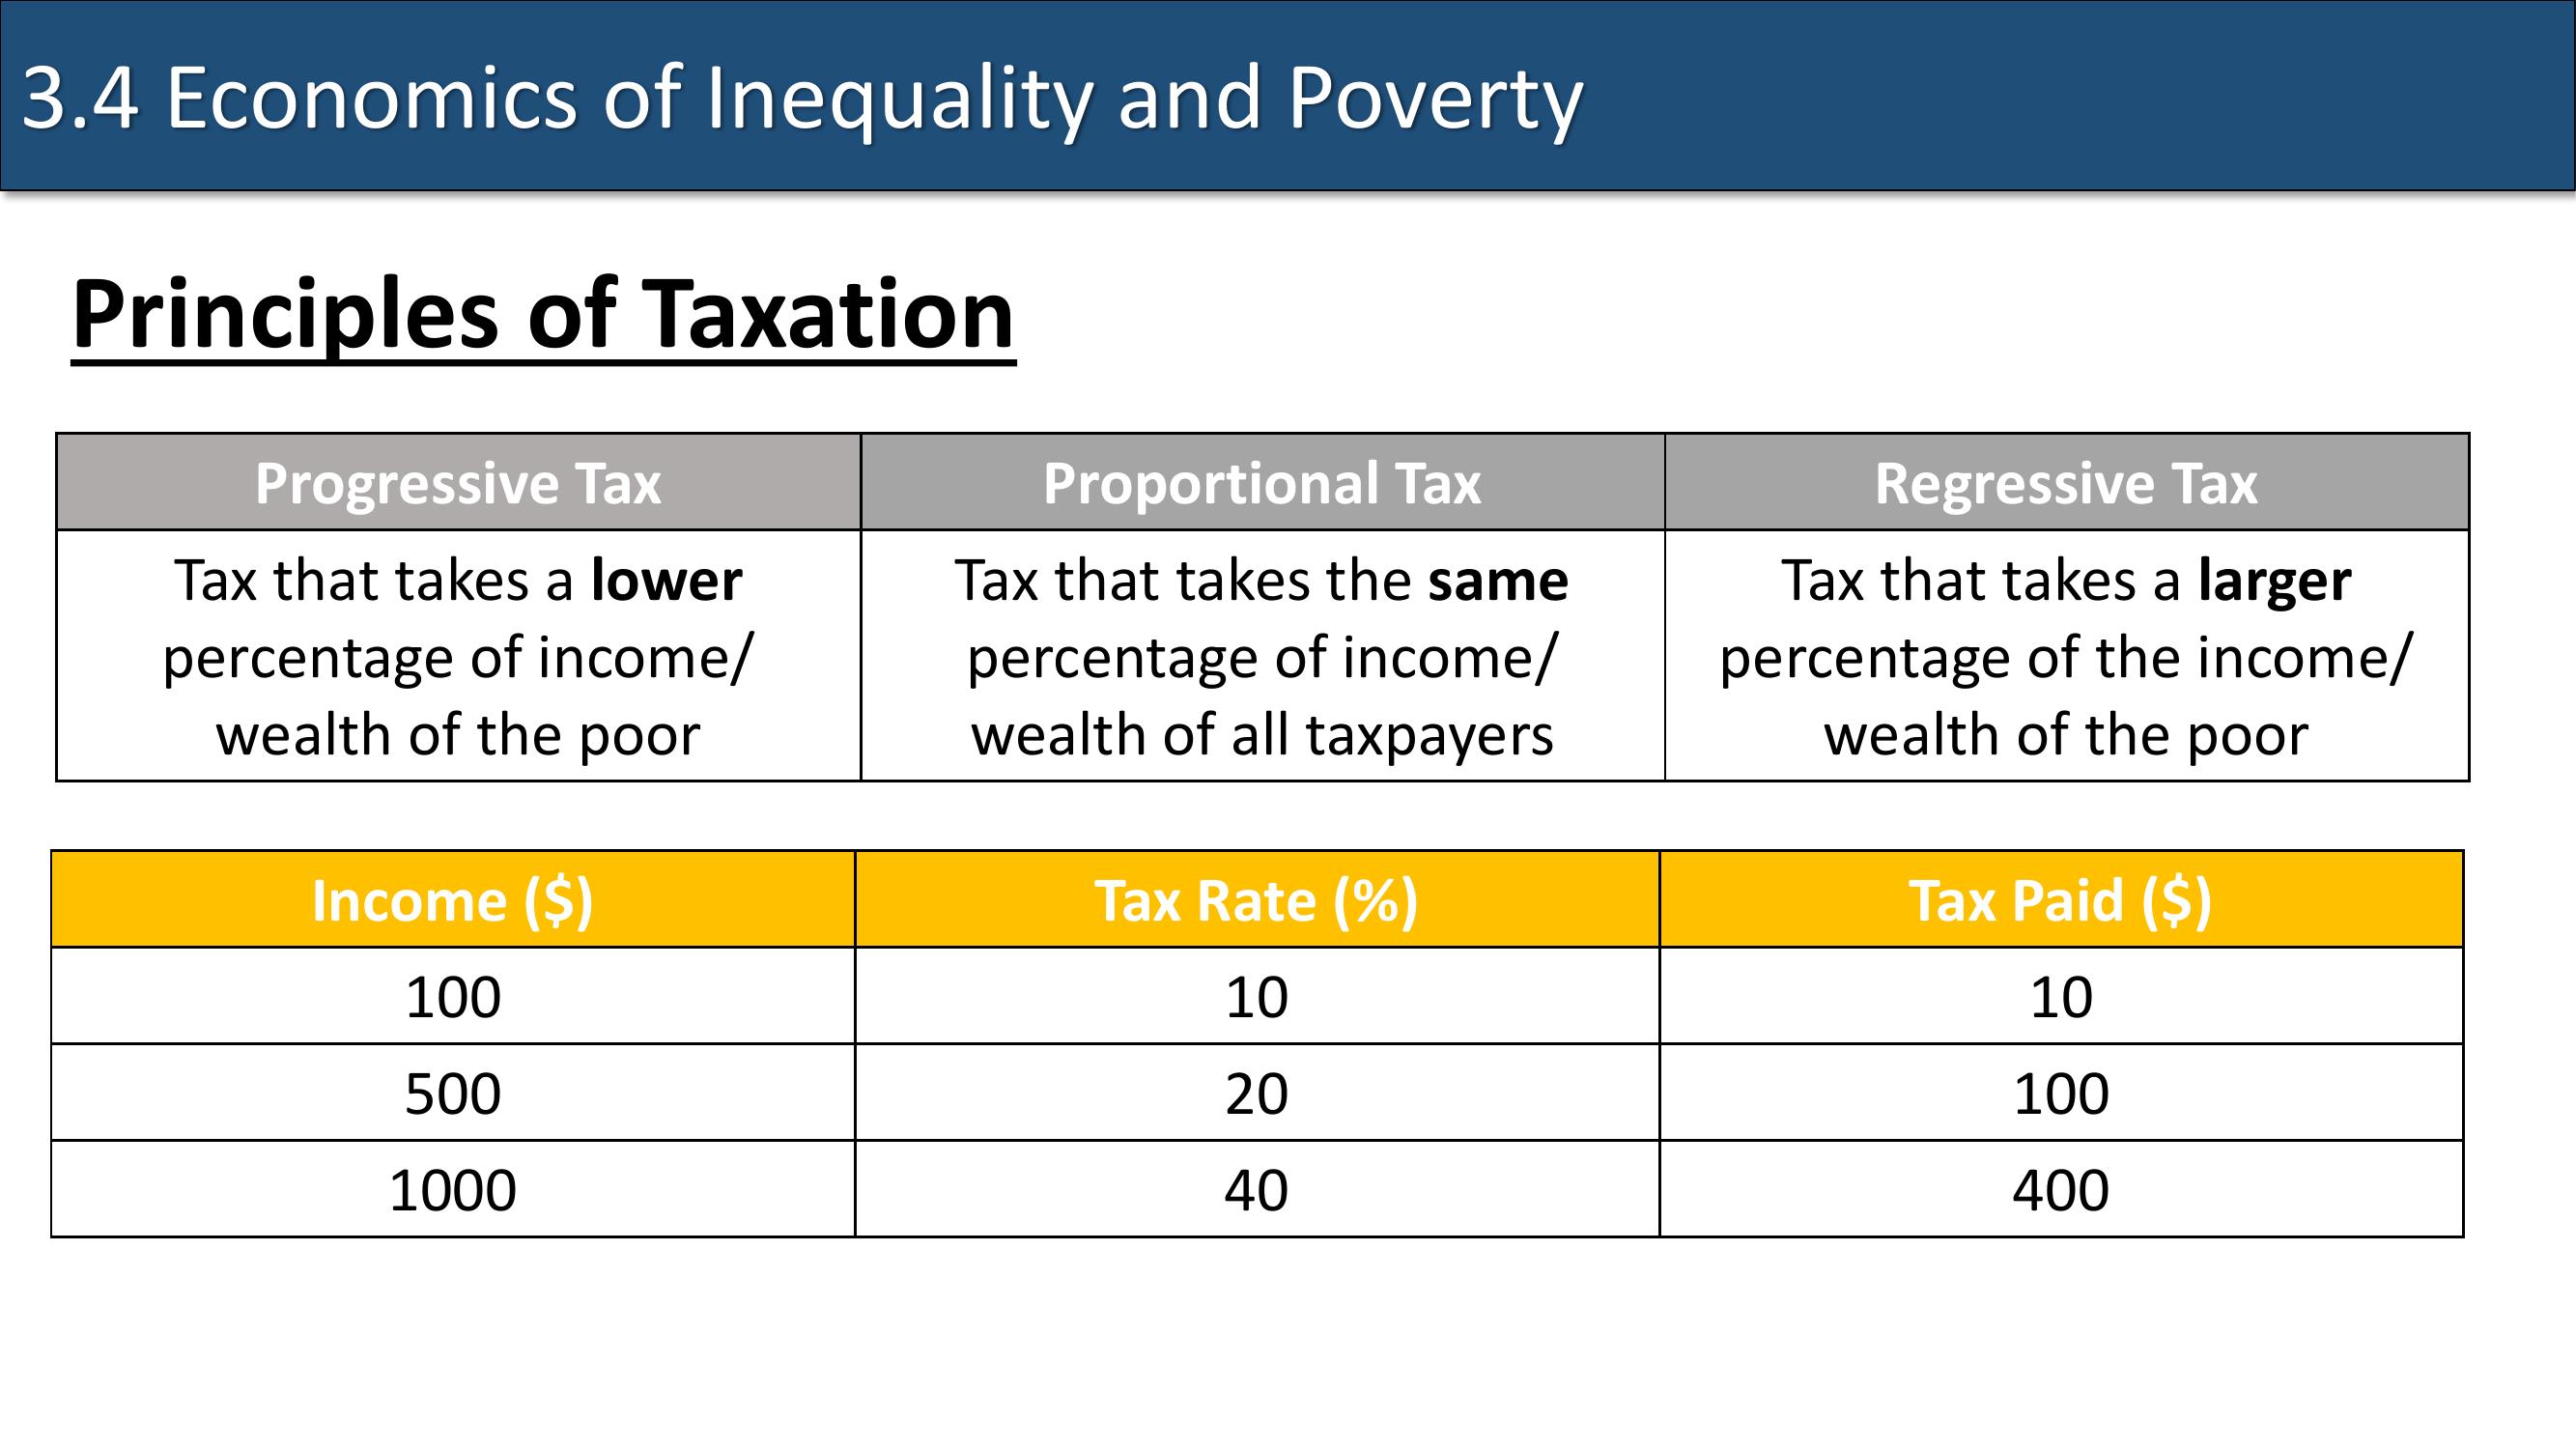 3.4 Economics of Inequality and Poverty
Principles of Taxation
Progressive Tax
Proportional Tax
Regressive Tax
Tax that takes a lower
percentage of income/
wealth of the poor
Tax that takes the same
percentage of income/
wealth of all taxpayers
Tax that takes a larger
percentage of the income/
wealth of the poor
Income ($)
Tax Rate (%)
Tax Paid ($)
100
10
10
500
20
100
1000
40
400